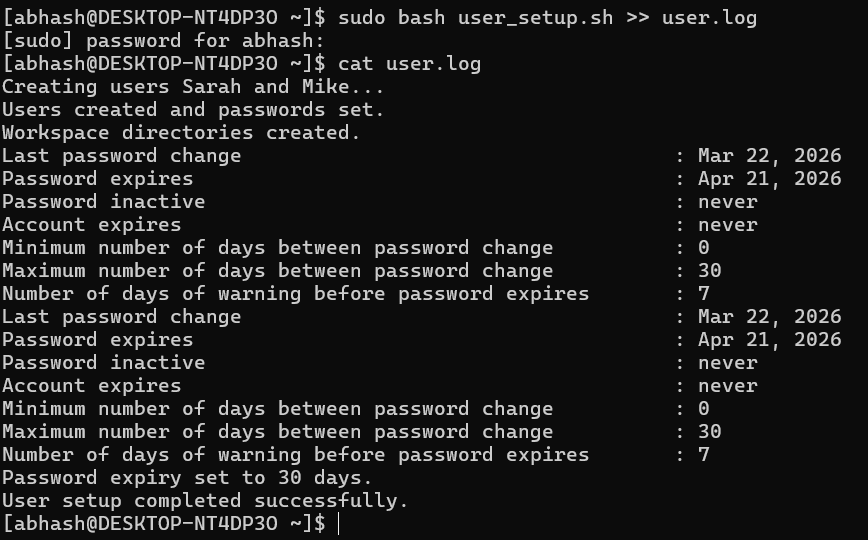 [abhash@DESKTOP-NT4DP3O ~]$ sudo bash user_setup.sh >> user.log
[sudo] password for abhash:
[abhash@DESKTOP-NT4DP3O ~]$ cat user.log
Creating users Sarah and Mike...
Users created and passwords set.
Workspace directories created.
Last password change : Mar 22, 2026
Password expires : Apr 21, 2026
Password inactive : never
Account expires : never
Minimum number of days between password change : 0
Maximum number of days between password change : 30
Number of days of warning before password expires : 7
Last password change : Mar 22, 2026
Password expires : Apr 21, 2026
Password inactive : never
Account expires : never
Minimum number of days between password change : 0
Maximum number of days between password change : 30
Number of days of warning before password expires : 7
Password expiry set to 30 days.
User setup completed successfully.
[abhash@DESKTOP-NT4DP3O ~]$